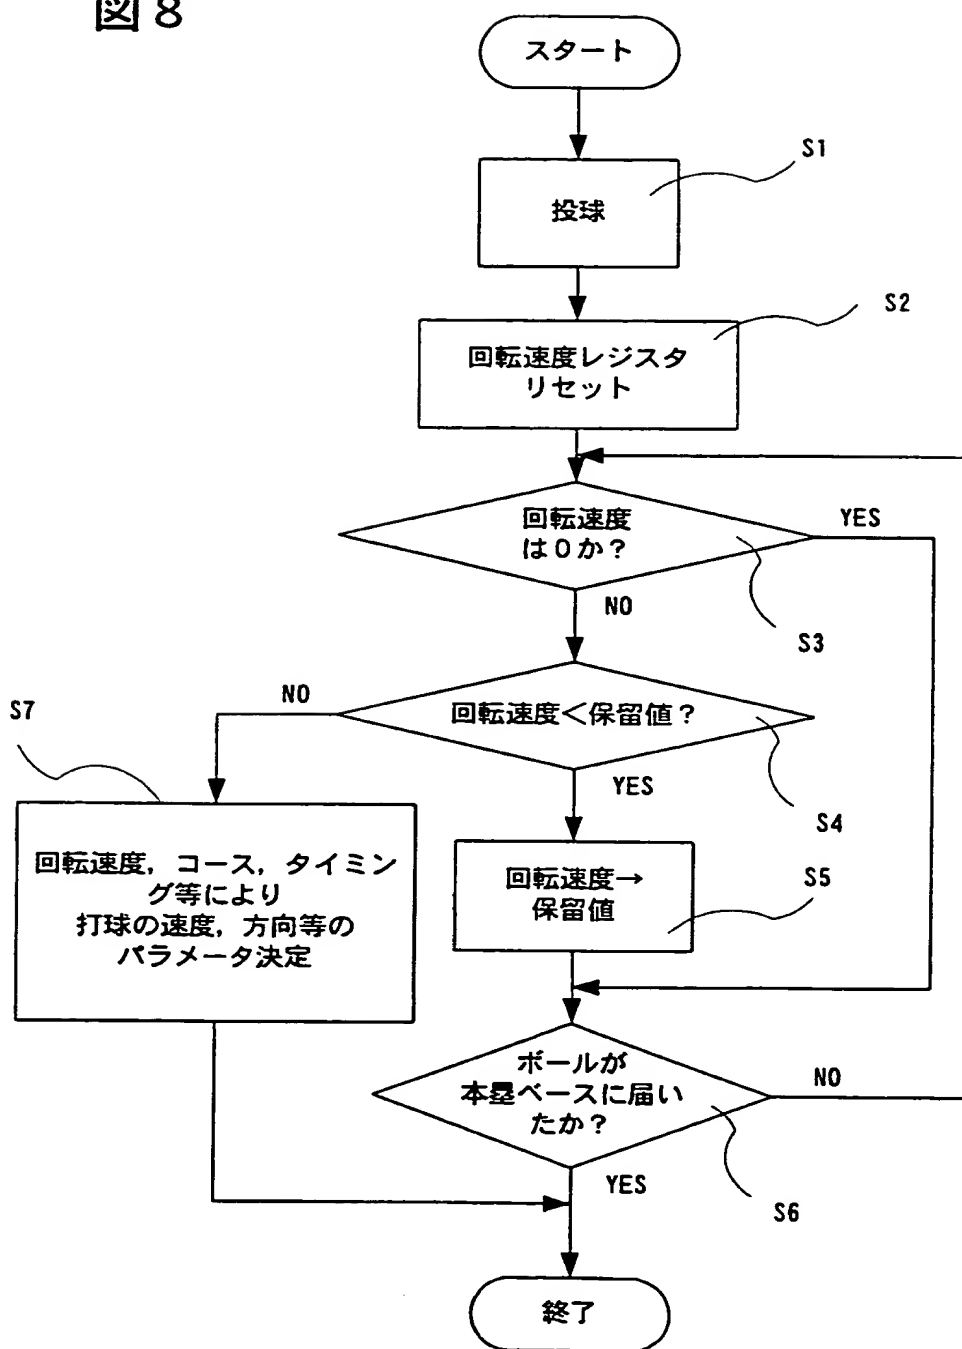 図8
スタート
S1
投球
S2
回転速度レジスタ
リセット
回転速度
は0か?
YES
NO
S3
NO
回転速度<保留値?
S7
YES
S4
回転速度,コース,タイミン
グ等により
打球の速度,方向等の
パラメータ決定
回転速度→
保留値
S5
ボールが
本塁ベースに届い
たか?
NO
YES
S6
終了